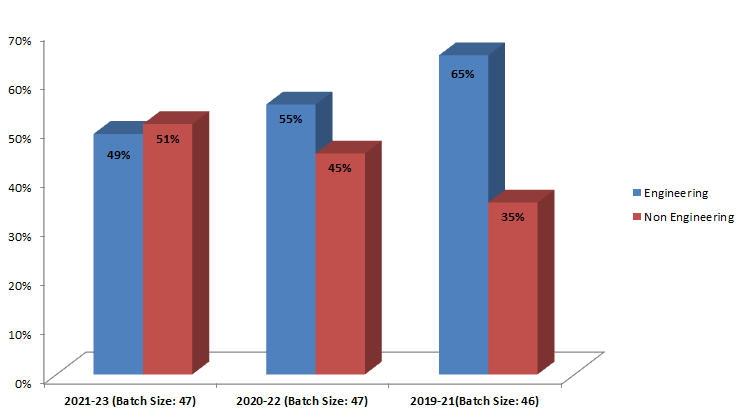 70%
60%
50%
40%
30%
20%
10%
0%
49%
51%
55%
45%
65%
35%
2021-23 (Batch Size: 47)
2020-22 (Batch Size: 47)
2019-21(Batch Size: 46)
Engineering
Non Engineering